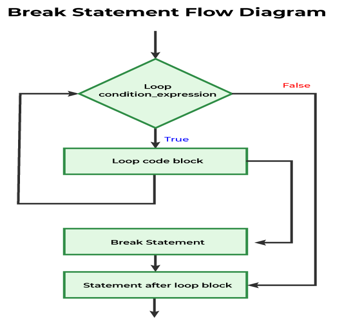 Break Statement Flow Diagram
Loop
condition_expression
False
True
Loop code block
Break Statement
Statement after loop block